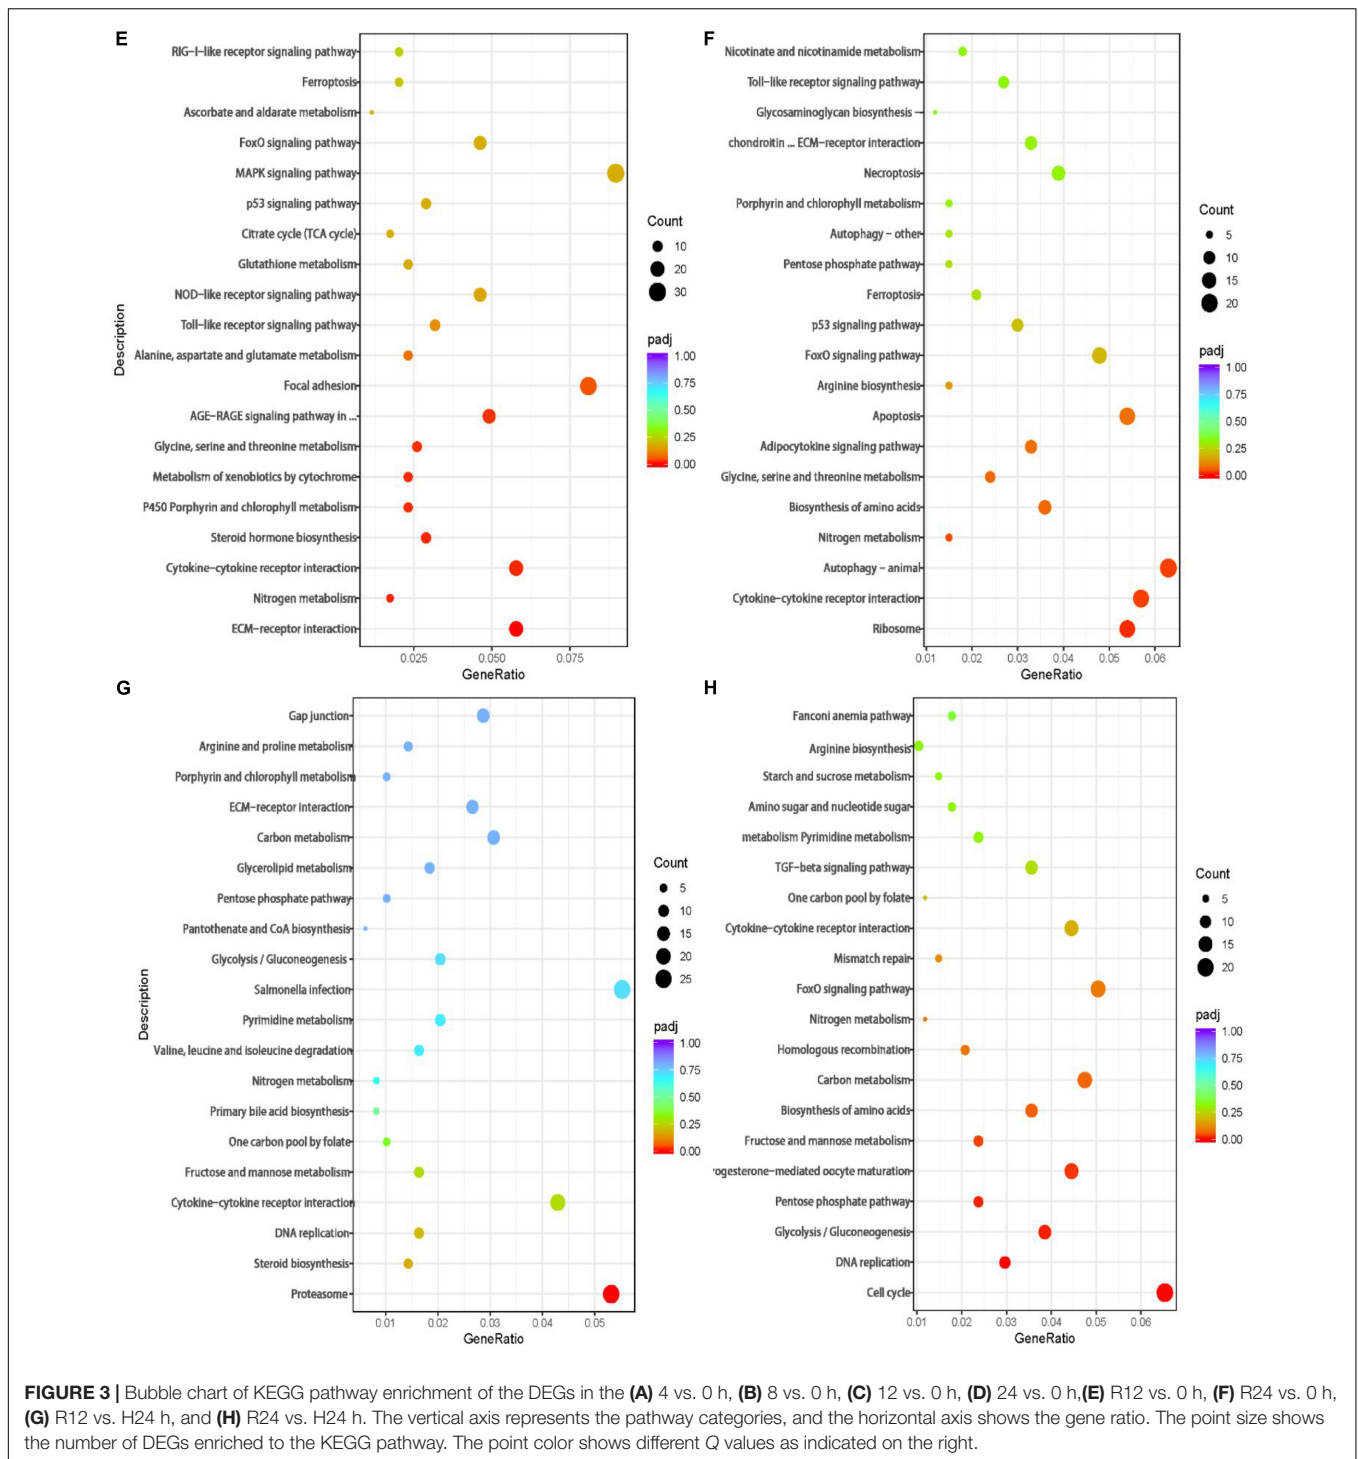 E
RIG-I-like receptor signaling pathway
Ferroptosis
Ascorbate and aldarate metabolism
FoxO signaling pathway
MAPK signaling pathway
p53 signaling pathway
Citrate cycle (TCA cycle)
Glutathione metabolism
NOD-like receptor signaling pathway
Toll-like receptor signaling pathway
Alanine, aspartate and glutamate metabolism
Focal adhesion
AGE-RAGE signaling pathway in ...
Glycine, serine and threonine metabolism
Metabolism of xenobiotics by cytochrome
P450 Porphyrin and chlorophyll metabolism
Steroid hormone biosynthesis
Cytokine-cytokine receptor interaction
Nitrogen metabolism
ECM-receptor interaction
Description
0.025 0.050 0.075
GeneRatio
Count
10
20
30
padj
1.00
0.75
0.50
0.25
0.00
F
Nicotinate and nicotinamide metabolism
Toll-like receptor signaling pathway
Glycosaminoglycan biosynthesis -
chondroitin ... ECM-receptor interaction
Necroptosis
Porphyrin and chlorophyll metabolism
Autophagy - other
Pentose phosphate pathway
Ferroptosis
p53 signaling pathway
FoxO signaling pathway
Arginine biosynthesis
Apoptosis
Adipocytokine signaling pathway
Glycine, serine and threonine metabolism
Biosynthesis of amino acids
Nitrogen metabolism
Autophagy - animal
Cytokine-cytokine receptor interaction
Ribosome
0.01 0.02 0.03 0.04 0.05 0.06
GeneRatio
Count
5
10
15
20
padj
1.00
0.75
0.50
0.25
0.00
G
Gap junction
Arginine and proline metabolism
Porphyrin and chlorophyll metabolism
ECM-receptor interaction
Carbon metabolism
Glycerolipid metabolism
Pentose phosphate pathway
Pantothenate and CoA biosynthesis
Glycolysis / Gluconeogenesis
Salmonella infection
Pyrimidine metabolism
Valine, leucine and isoleucine degradation
Nitrogen metabolism
Primary bile acid biosynthesis
One carbon pool by folate
Fructose and mannose metabolism
Cytokine-cytokine receptor interaction
DNA replication
Steroid biosynthesis
Proteasome
Description
0.01 0.02 0.03 0.04 0.05
GeneRatio
Count
5
10
15
20
25
padj
1.00
0.75
0.50
0.25
0.00
H
Fanconi anemia pathway
Arginine biosynthesis
Starch and sucrose metabolism
Amino sugar and nucleotide sugar
metabolism Pyrimidine metabolism
TGF-beta signaling pathway
One carbon pool by folate
Cytokine-cytokine receptor interaction
Mismatch repair
FoxO signaling pathway
Nitrogen metabolism
Homologous recombination
Carbon metabolism
Biosynthesis of amino acids
Fructose and mannose metabolism
rogesterone-mediated oocyte maturation
Pentose phosphate pathway
Glycolysis / Gluconeogenesis
DNA replication
Cell cycle
0.01 0.02 0.03 0.04 0.05 0.06
GeneRatio
Count
5
10
15
20
padj
1.00
0.75
0.50
0.25
0.00
FIGURE 3 | Bubble chart of KEGG pathway enrichment of the DEGs in the (A) 4 vs. 0 h, (B) 8 vs. 0 h, (C) 12 vs. 0 h, (D) 24 vs. 0 h,(E) R12 vs. 0 h, (F) R24 vs. 0 h,
(G) R12 vs. H24 h, and (H) R24 vs. H24 h. The vertical axis represents the pathway categories, and the horizontal axis shows the gene ratio. The point size shows
the number of DEGs enriched to the KEGG pathway. The point color shows different Q values as indicated on the right.